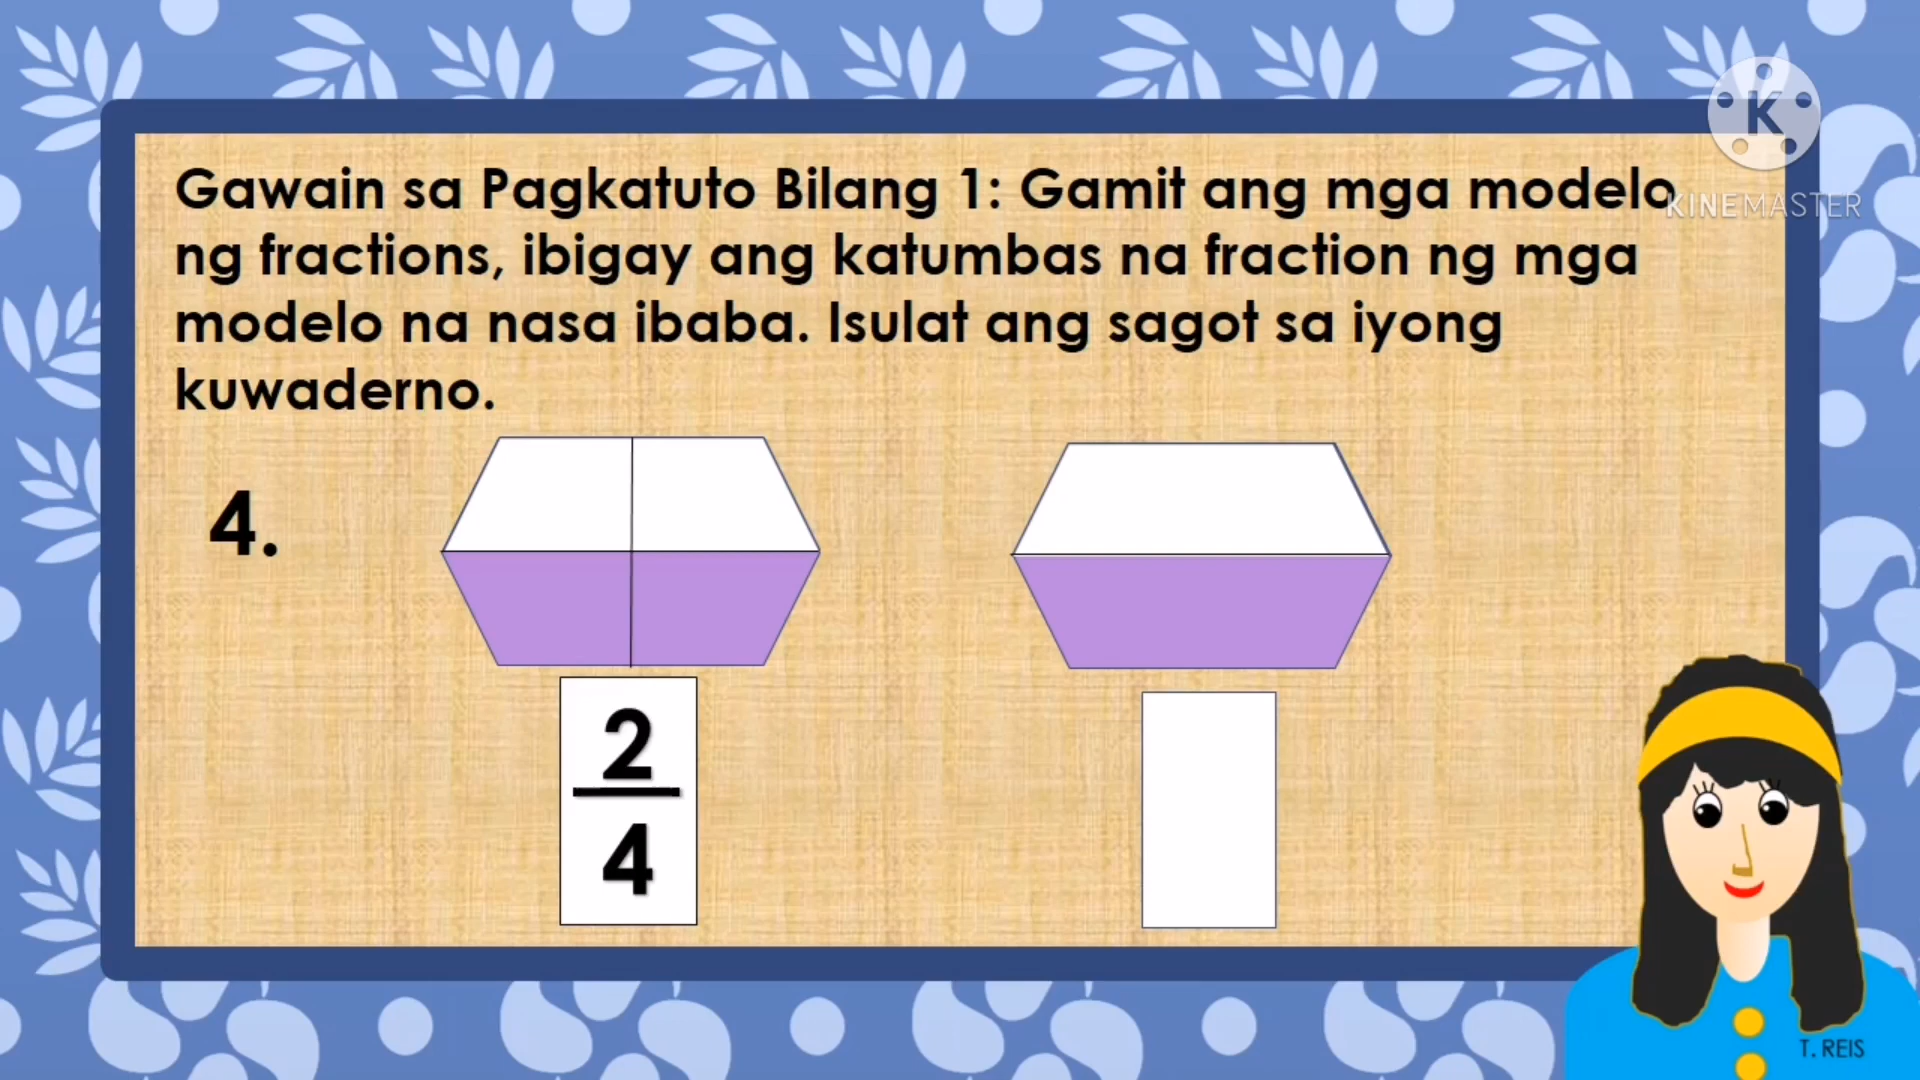 K
KINEMASTER
Gawain sa Pagkatuto Bilang 1: Gamit ang mga modelo
ng fractions, ibigay ang katumbas na fraction ng mga
modelo na nasa ibaba. Isulat ang sagot sa iyong
kuwaderno.
4.
2
4
T. REIS